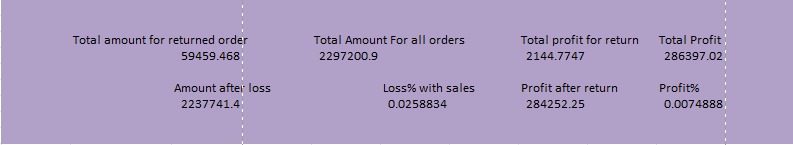 Total amount for returned order Total Amount For all orders Total profit for return Total Profit
59459.468 2297200.9 2144.7747 286397.02
Amount after loss Loss% with sales Profit after return Profit%
2237741.4 0.0258834 284252.25 0.0074888